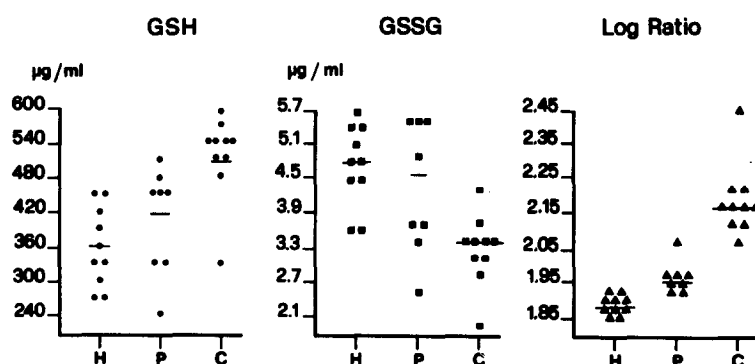 GSH GSSG Log Ratio
µg/ml µg/ml
600 5.7 2.45
540 5.1 2.35
480 4.5 2.25
420 3.9 2.15
360 3.3 2.05
300 2.7 1.95
240 2.1 1.85
H P C H P C H P C